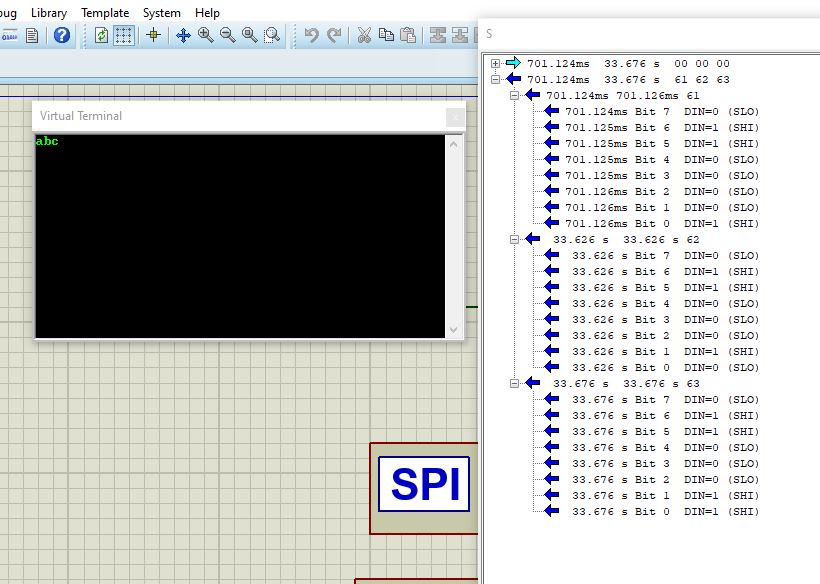 bug Library Template System Help
S
Virtual Terminal
abc
701.124ms 33.676 s 00 00 00
701.124ms 33.676 s 61 62 63
701.124ms 701.126ms 61
701.124ms Bit 7 DIN=0 (SLO)
701.125ms Bit 6 DIN=1 (SHI)
701.125ms Bit 5 DIN=1 (SHI)
701.125ms Bit 4 DIN=0 (SLO)
701.125ms Bit 3 DIN=0 (SLO)
701.126ms Bit 2 DIN=0 (SLO)
701.126ms Bit 1 DIN=0 (SLO)
701.126ms Bit 0 DIN=1 (SHI)
33.626 s 33.626 s 62
33.626 s Bit 7 DIN=0 (SLO)
33.626 s Bit 6 DIN=1 (SHI)
33.626 s Bit 5 DIN=1 (SHI)
33.626 s Bit 4 DIN=0 (SLO)
33.626 s Bit 3 DIN=0 (SLO)
33.626 s Bit 2 DIN=0 (SLO)
33.626 s Bit 1 DIN=1 (SHI)
33.626 s Bit 0 DIN=0 (SLO)
33.676 s 33.676 s 63
33.676 s Bit 7 DIN=0 (SLO)
33.676 s Bit 6 DIN=1 (SHI)
33.676 s Bit 5 DIN=1 (SHI)
33.676 s Bit 4 DIN=0 (SLO)
33.676 s Bit 3 DIN=0 (SLO)
33.676 s Bit 2 DIN=0 (SLO)
33.676 s Bit 1 DIN=1 (SHI)
33.676 s Bit 0 DIN=1 (SHI)
SPI